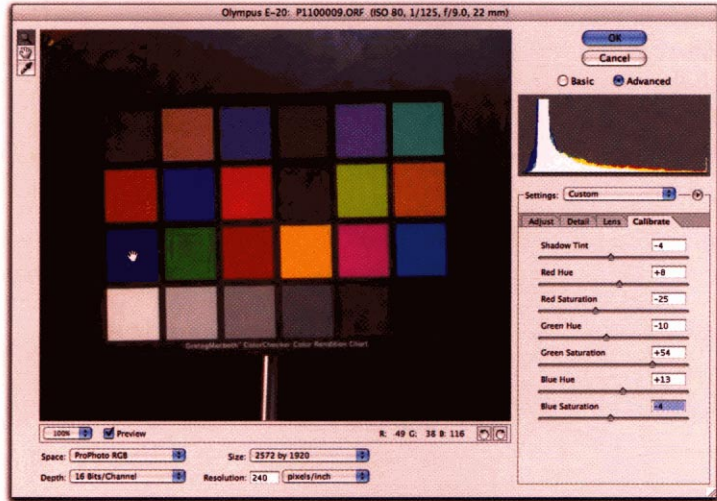 Olympus E-20: P1100009.ORF (ISO 80, 1/125, f/9.0, 22 mm)
OK
Cancel
Basic Advanced
Settings: Custom
Adjust Detail Lens Calibrate
Shadow Tint -4
Red Hue +8
Red Saturation -25
Green Hue -10
Green Saturation +54
Blue Hue +13
Blue Saturation -4
GretagMacbeth™ ColorChecker Color Rendition Chart
100% Preview R: 49 G: 38 B: 116
Space: ProPhoto RGB Size: 2572 by 1920
Depth: 16 Bits/Channel Resolution: 240 pixels/inch